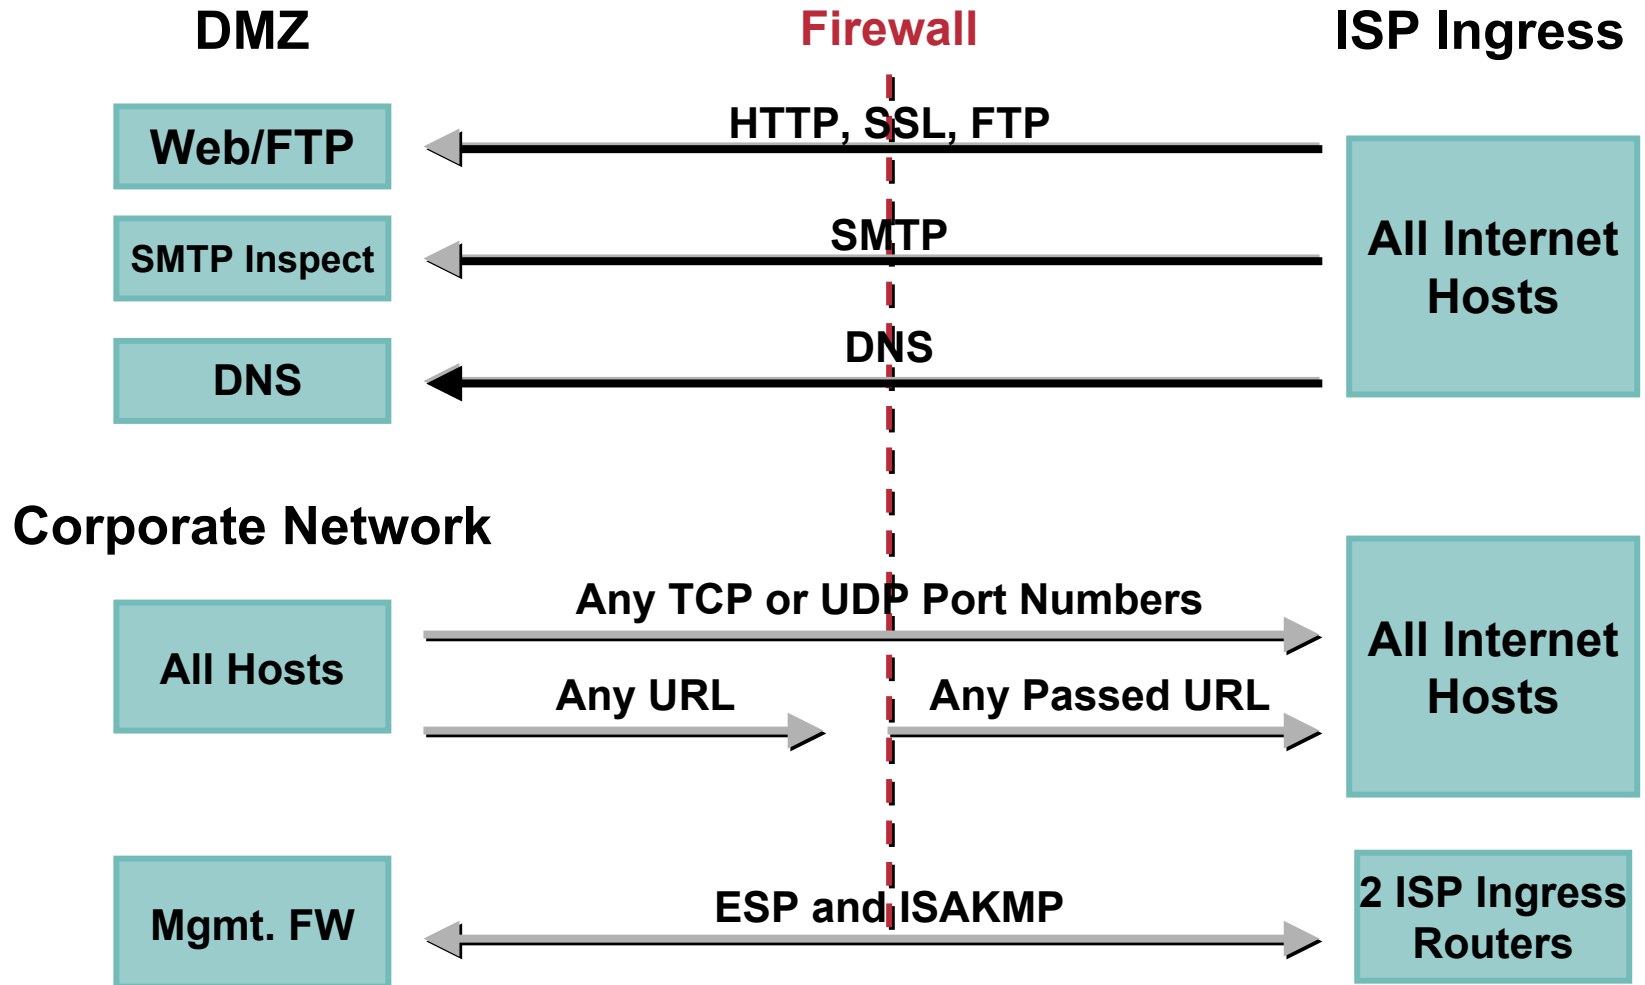 DMZ
Firewall
ISP Ingress
Web/FTP
HTTP, SSL, FTP
SMTP Inspect
SMTP
All Internet
Hosts
DNS
DNS
Corporate Network
All Hosts
Any TCP or UDP Port Numbers
Any URL
Any Passed URL
All Internet
Hosts
Mgmt. FW
ESP and ISAKMP
2 ISP Ingress
Routers